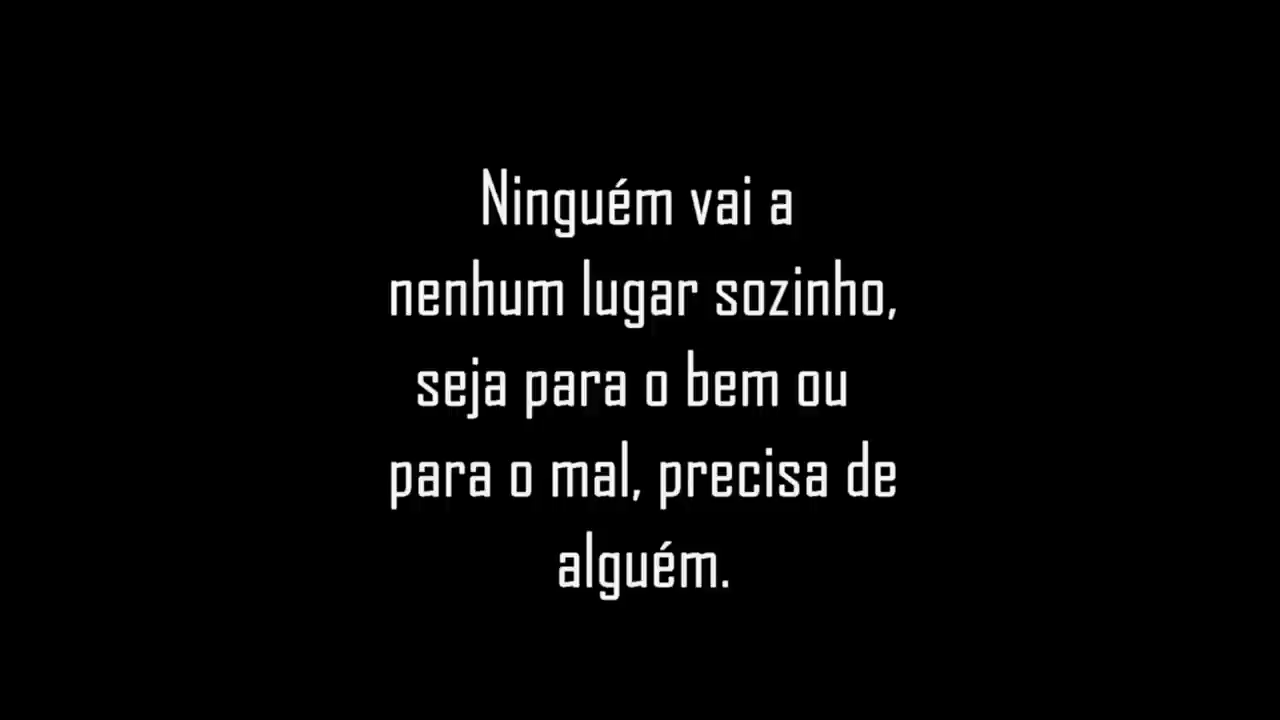 Ninguém vai a
nenhum lugar sozinho,
seja para o bem ou
para o mal, precisa de
alguém.